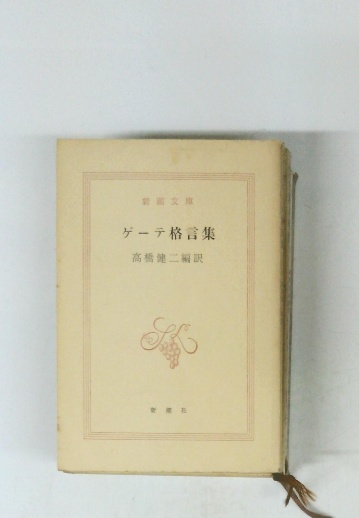 新潮文庫
ゲーテ格言集
高橋健二編訳
新潮社